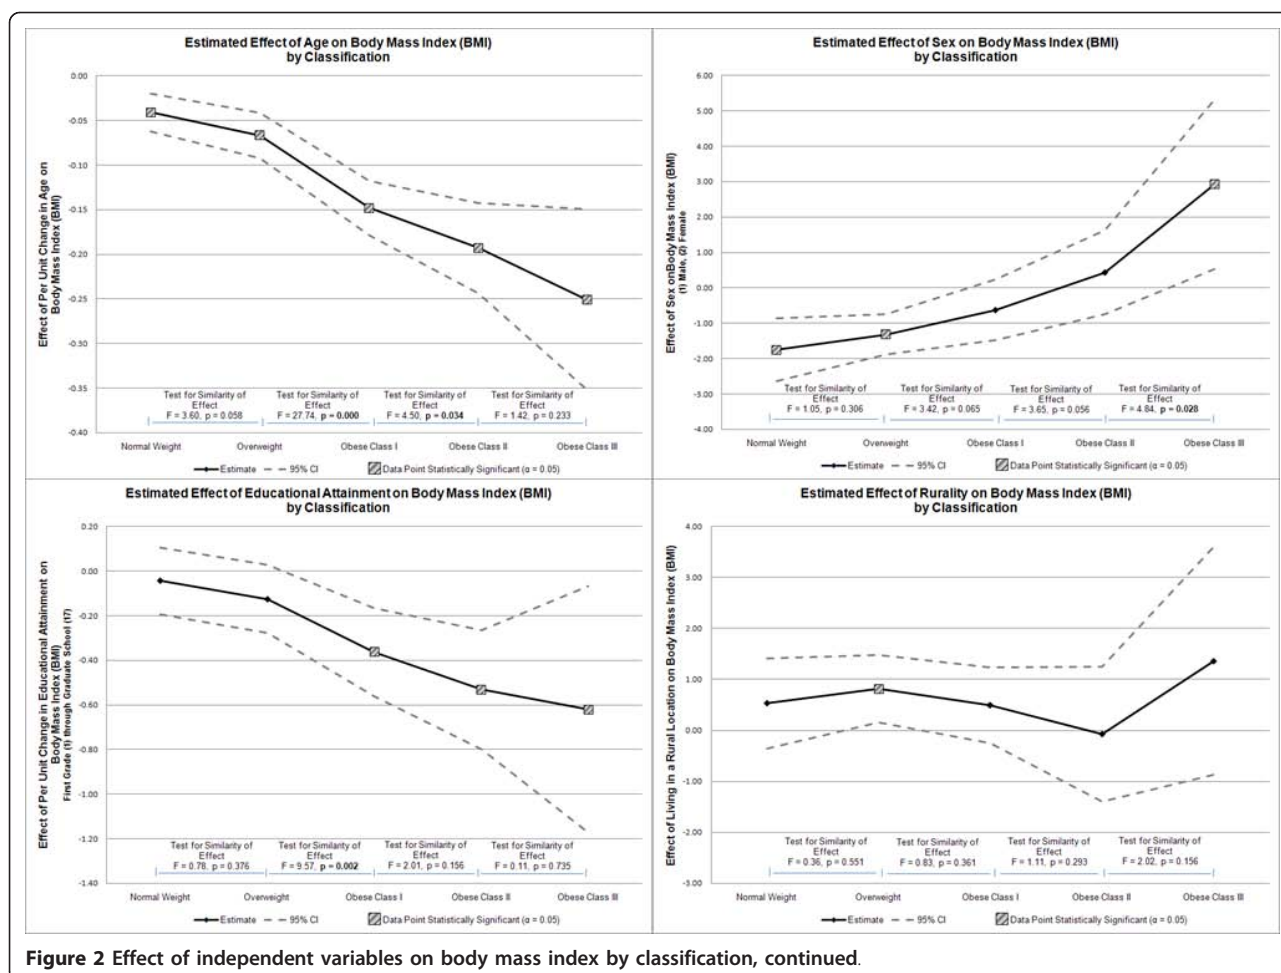 Estimated Effect of Age on Body Mass Index (BMI)
by Classification
Effect of Per Unit Change in Age on
Body Mass Index (BMI)
0.00
-0.05
-0.10
-0.15
-0.20
-0.25
-0.30
-0.35
-0.40
Test for Similarity of
Effect
F = 3.60, p = 0.058
Test for Similarity of
Effect
F = 27.74, p = 0.000
Test for Similarity of
Effect
F = 4.50, p = 0.034
Test for Similarity of
Effect
F = 1.42, p = 0.233
Normal Weight Overweight Obese Class I Obese Class II Obese Class III
Estimate 95% CI Data Point Statistically Significant (α = 0.05)
Estimated Effect of Sex on Body Mass Index (BMI)
by Classification
Effect of Sex onBody Mass Index (BMI)
(1) Male, (2) Female
6.00
5.00
4.00
3.00
2.00
1.00
0.00
-1.00
-2.00
-3.00
-4.00
Test for Similarity of
Effect
F = 1.05, p = 0.306
Test for Similarity of
Effect
F = 3.42, p = 0.065
Test for Similarity of
Effect
F = 3.65, p = 0.056
Test for Similarity of
Effect
F = 4.84, p = 0.028
Normal Weight Overweight Obese Class I Obese Class II Obese Class III
Estimate 95% CI Data Point Statistically Significant (α = 0.05)
Estimated Effect of Educational Attainment on Body Mass Index (BMI)
by Classification
Effect of Per Unit Change in Educational Attainment on
Body Mass Index (BMI)
First Grade (1) through Graduate School (17)
0.20
0.00
-0.20
-0.40
-0.60
-0.80
-1.00
-1.20
-1.40
Test for Similarity of
Effect
F = 0.78, p = 0.376
Test for Similarity of
Effect
F = 9.57, p = 0.002
Test for Similarity of
Effect
F = 2.01, p = 0.156
Test for Similarity of
Effect
F = 0.11, p = 0.735
Normal Weight Overweight Obese Class I Obese Class II Obese Class III
Estimate 95% CI Data Point Statistically Significant (α = 0.05)
Estimated Effect of Rurality on Body Mass Index (BMI)
by Classification
Effect of Living in a Rural Location on Body Mass Index (BMI)
4.00
3.00
2.00
1.00
0.00
-1.00
-2.00
-3.00
Test for Similarity of
Effect
F = 0.36, p = 0.551
Test for Similarity of
Effect
F = 0.83, p = 0.361
Test for Similarity of
Effect
F = 1.11, p = 0.293
Test for Similarity of
Effect
F = 2.02, p = 0.156
Normal Weight Overweight Obese Class I Obese Class II Obese Class III
Estimate 95% CI Data Point Statistically Significant (α = 0.05)
Figure 2 Effect of independent variables on body mass index by classification, continued.